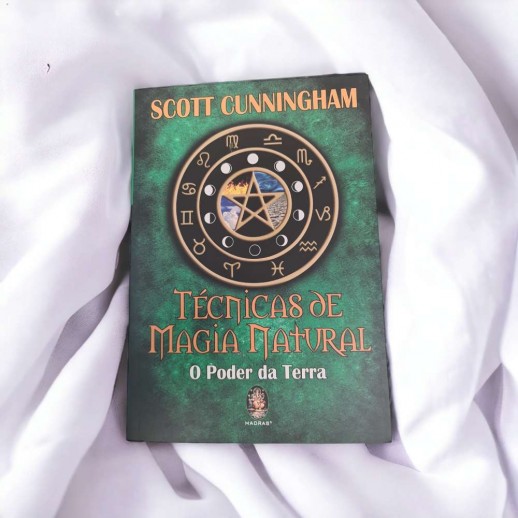 SCOTT CUNNINGHAM
TÉCNICAS DE
MAGIA NATURAL
O Poder da Terra
MADRAS®